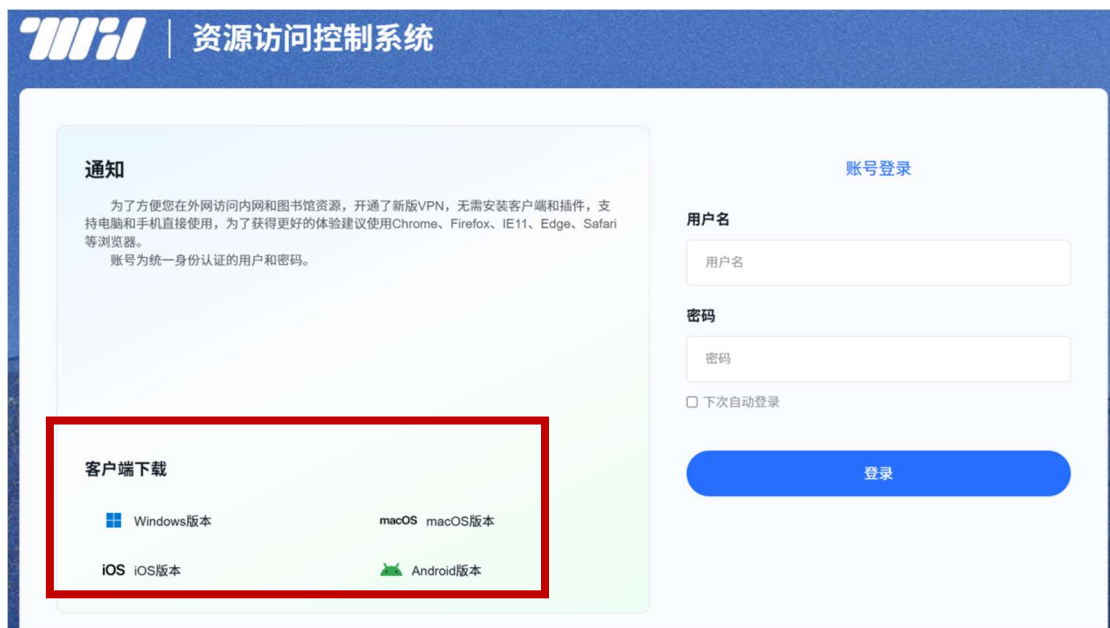 资源访问控制系统
通知
为了方便您在外网访问内网和图书馆资源，开通了新版VPN，无需安装客户端和插件，支
持电脑和手机直接使用，为了获得更好的体验建议使用Chrome、Firefox、IE11、Edge、Safari
等浏览器。
账号为统一身份认证的用户和密码。
客户端下载
Windows版本
macOS macOS版本
iOS iOS版本
Android版本
账号登录
用户名
用户名
密码
密码
下次自动登录
登录